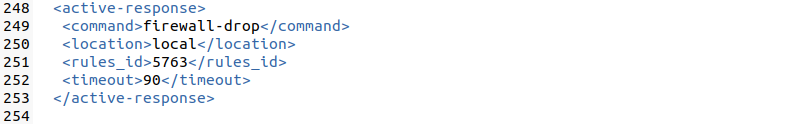 248 <active-response>
249 <command>firewall-drop</command>
250 <location>local</location>
251 <rules_id>5763</rules_id>
252 <timeout>90</timeout>
253 </active-response>
254